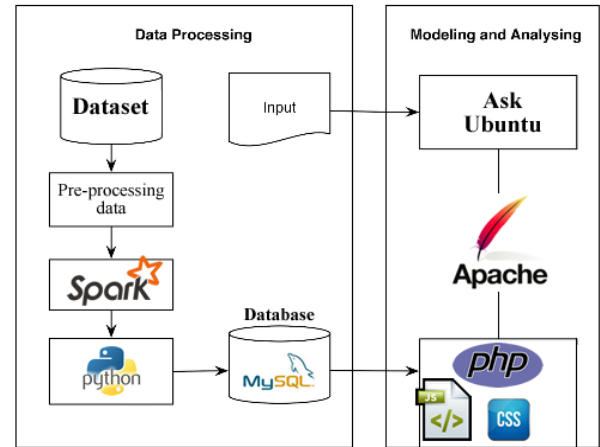 Data Processing
Modeling and Analysing
Dataset
Input
Ask
Ubuntu
Pre-processing
data
Spark
Apache
Database
python
MySQL
php
JS
</>
CSS